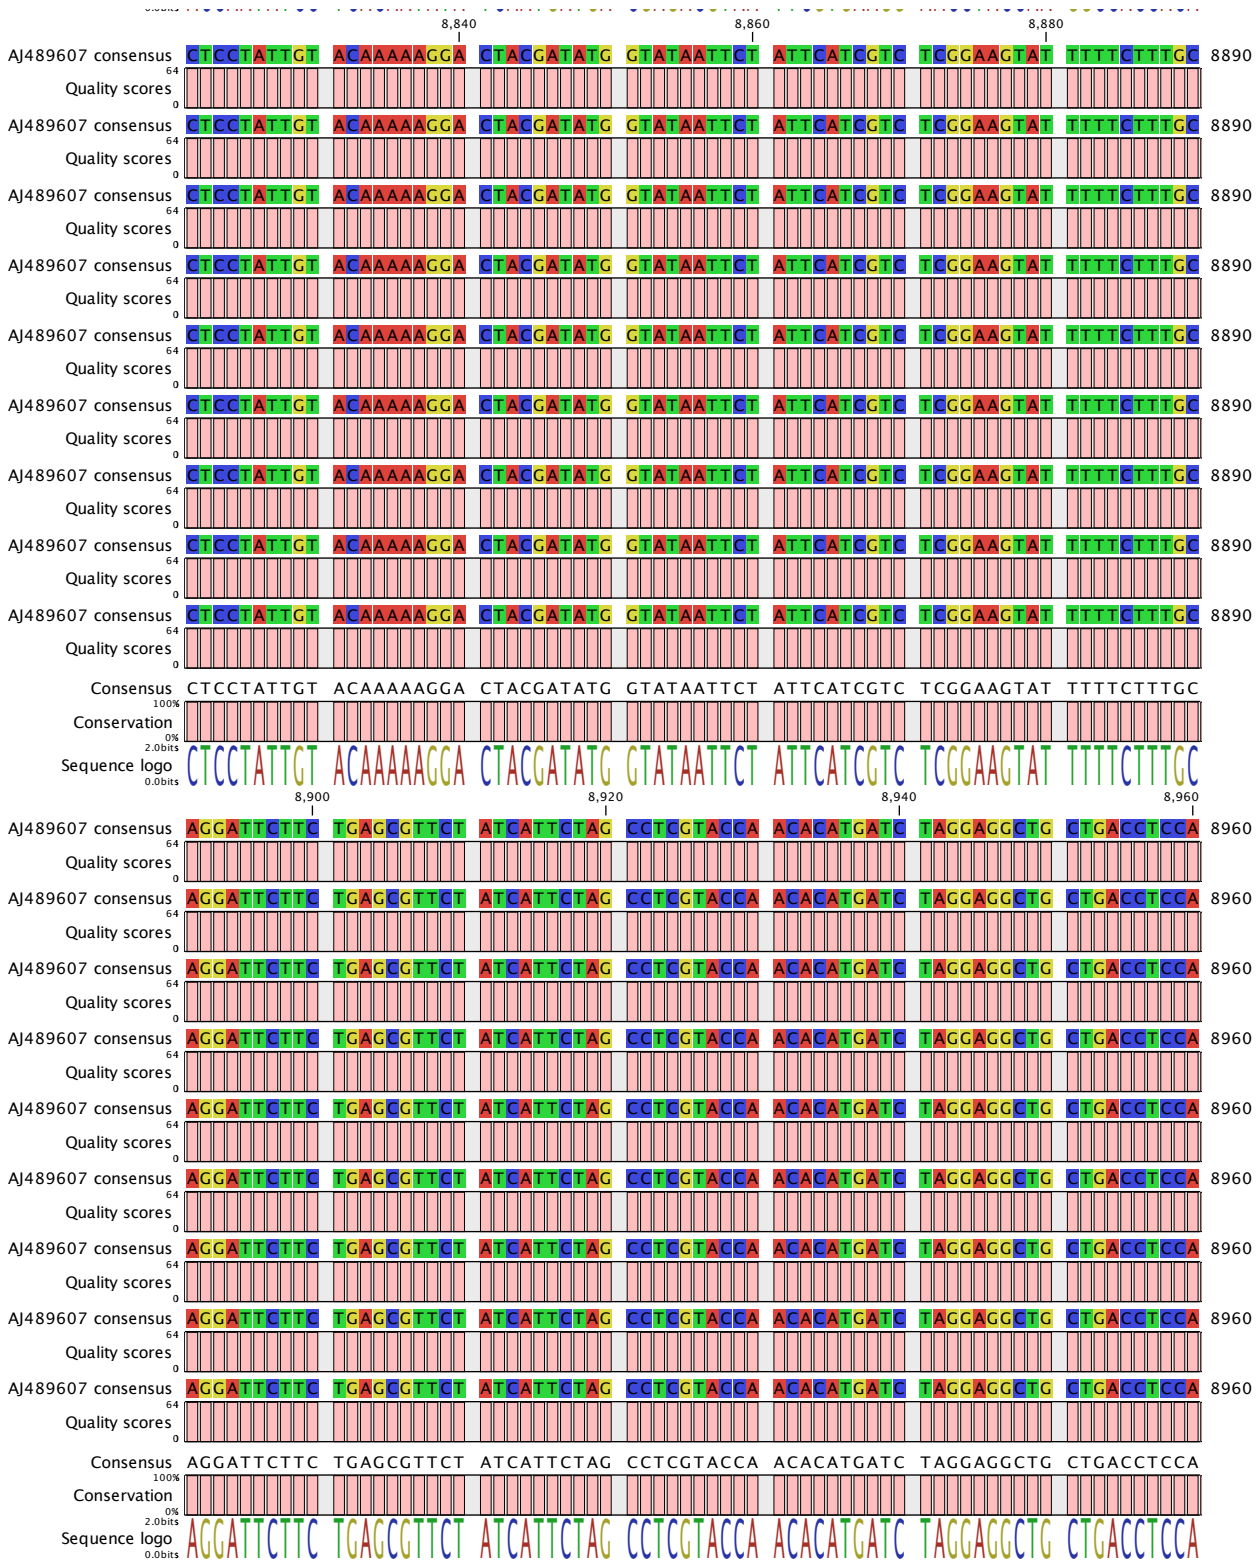 8,840 8,860 8,880
AJ489607 consensus CTCCTATTGT ACAAAAAGGA CTACGATATG GTATAATTCT ATTCATCGTC TCGGAAGTAT TTTTCTTTGC 8890
64
Quality scores
0
AJ489607 consensus CTCCTATTGT ACAAAAAGGA CTACGATATG GTATAATTCT ATTCATCGTC TCGGAAGTAT TTTTCTTTGC 8890
64
Quality scores
0
AJ489607 consensus CTCCTATTGT ACAAAAAGGA CTACGATATG GTATAATTCT ATTCATCGTC TCGGAAGTAT TTTTCTTTGC 8890
64
Quality scores
0
AJ489607 consensus CTCCTATTGT ACAAAAAGGA CTACGATATG GTATAATTCT ATTCATCGTC TCGGAAGTAT TTTTCTTTGC 8890
64
Quality scores
0
AJ489607 consensus CTCCTATTGT ACAAAAAGGA CTACGATATG GTATAATTCT ATTCATCGTC TCGGAAGTAT TTTTCTTTGC 8890
64
Quality scores
0
AJ489607 consensus CTCCTATTGT ACAAAAAGGA CTACGATATG GTATAATTCT ATTCATCGTC TCGGAAGTAT TTTTCTTTGC 8890
64
Quality scores
0
AJ489607 consensus CTCCTATTGT ACAAAAAGGA CTACGATATG GTATAATTCT ATTCATCGTC TCGGAAGTAT TTTTCTTTGC 8890
64
Quality scores
0
AJ489607 consensus CTCCTATTGT ACAAAAAGGA CTACGATATG GTATAATTCT ATTCATCGTC TCGGAAGTAT TTTTCTTTGC 8890
64
Quality scores
0
AJ489607 consensus CTCCTATTGT ACAAAAAGGA CTACGATATG GTATAATTCT ATTCATCGTC TCGGAAGTAT TTTTCTTTGC 8890
64
Quality scores
0
Consensus CTCCTATTGT ACAAAAAGGA CTACGATATG GTATAATTCT ATTCATCGTC TCGGAAGTAT TTTTCTTTGC
100%
Conservation
0%
2.0bits
Sequence logo CTCCTATTGT ACAAAAAGGA CTACGATATG GTATAATTCT ATTCATCGTC TCGGAAGTAT TTTTCTTTGC
0.0bits
8,900 8,920 8,940 8,960
AJ489607 consensus AGGATTCTTC TGAGCGTTCT ATCATTCTAG CCTCGTACCA ACACATGATC TAGGAGGCTG CTGACCTCCA 8960
64
Quality scores
0
AJ489607 consensus AGGATTCTTC TGAGCGTTCT ATCATTCTAG CCTCGTACCA ACACATGATC TAGGAGGCTG CTGACCTCCA 8960
64
Quality scores
0
AJ489607 consensus AGGATTCTTC TGAGCGTTCT ATCATTCTAG CCTCGTACCA ACACATGATC TAGGAGGCTG CTGACCTCCA 8960
64
Quality scores
0
AJ489607 consensus AGGATTCTTC TGAGCGTTCT ATCATTCTAG CCTCGTACCA ACACATGATC TAGGAGGCTG CTGACCTCCA 8960
64
Quality scores
0
AJ489607 consensus AGGATTCTTC TGAGCGTTCT ATCATTCTAG CCTCGTACCA ACACATGATC TAGGAGGCTG CTGACCTCCA 8960
64
Quality scores
0
AJ489607 consensus AGGATTCTTC TGAGCGTTCT ATCATTCTAG CCTCGTACCA ACACATGATC TAGGAGGCTG CTGACCTCCA 8960
64
Quality scores
0
AJ489607 consensus AGGATTCTTC TGAGCGTTCT ATCATTCTAG CCTCGTACCA ACACATGATC TAGGAGGCTG CTGACCTCCA 8960
64
Quality scores
0
AJ489607 consensus AGGATTCTTC TGAGCGTTCT ATCATTCTAG CCTCGTACCA ACACATGATC TAGGAGGCTG CTGACCTCCA 8960
64
Quality scores
0
AJ489607 consensus AGGATTCTTC TGAGCGTTCT ATCATTCTAG CCTCGTACCA ACACATGATC TAGGAGGCTG CTGACCTCCA 8960
64
Quality scores
0
Consensus AGGATTCTTC TGAGCGTTCT ATCATTCTAG CCTCGTACCA ACACATGATC TAGGAGGCTG CTGACCTCCA
100%
Conservation
0%
2.0bits
Sequence logo AGGATTCTTC TGAGCGTTCT ATCATTCTAG CCTCGTACCA ACACATGATC TAGGAGGCTG CTGACCTCCA
0.0bits